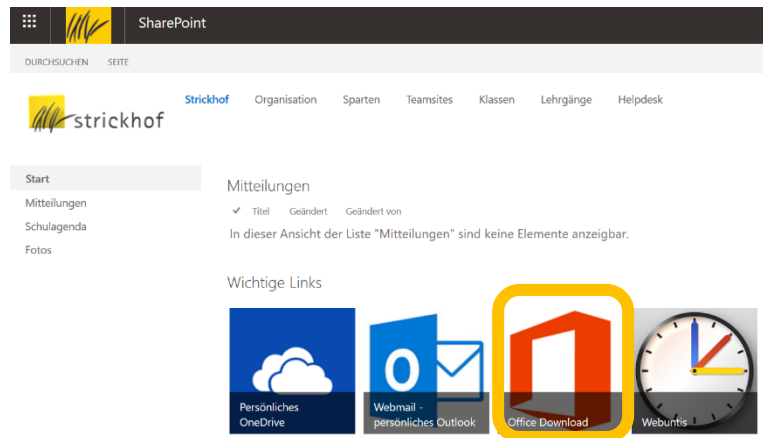 SharePoint
DURCHSUCHEN SEITE
strickhof
Strickhof Organisation Sparten Teamsites Klassen Lehrgänge Helpdesk
Start
Mitteilungen
Schulagenda
Fotos
Mitteilungen
Titel Geändert Geändert von
In dieser Ansicht der Liste "Mitteilungen" sind keine Elemente anzeigbar.
Wichtige Links
Persönliches
OneDrive
O
Webmail -
persönliches Outlook
Office Download
Webuntis